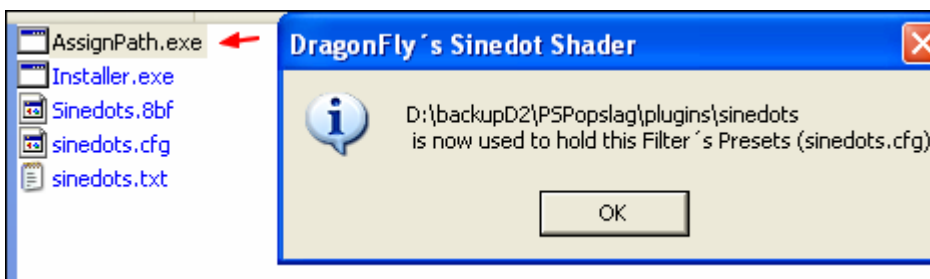 AssignPath.exe
Installer.exe
Sinedots.8bf
sinedots.cfg
sinedots.txt
DragonFly´s Sinedot Shader
D:\backupD2\PSPopslag\plugins\sinedots
is now used to hold this Filter´s Presets (sinedots.cfg)
OK